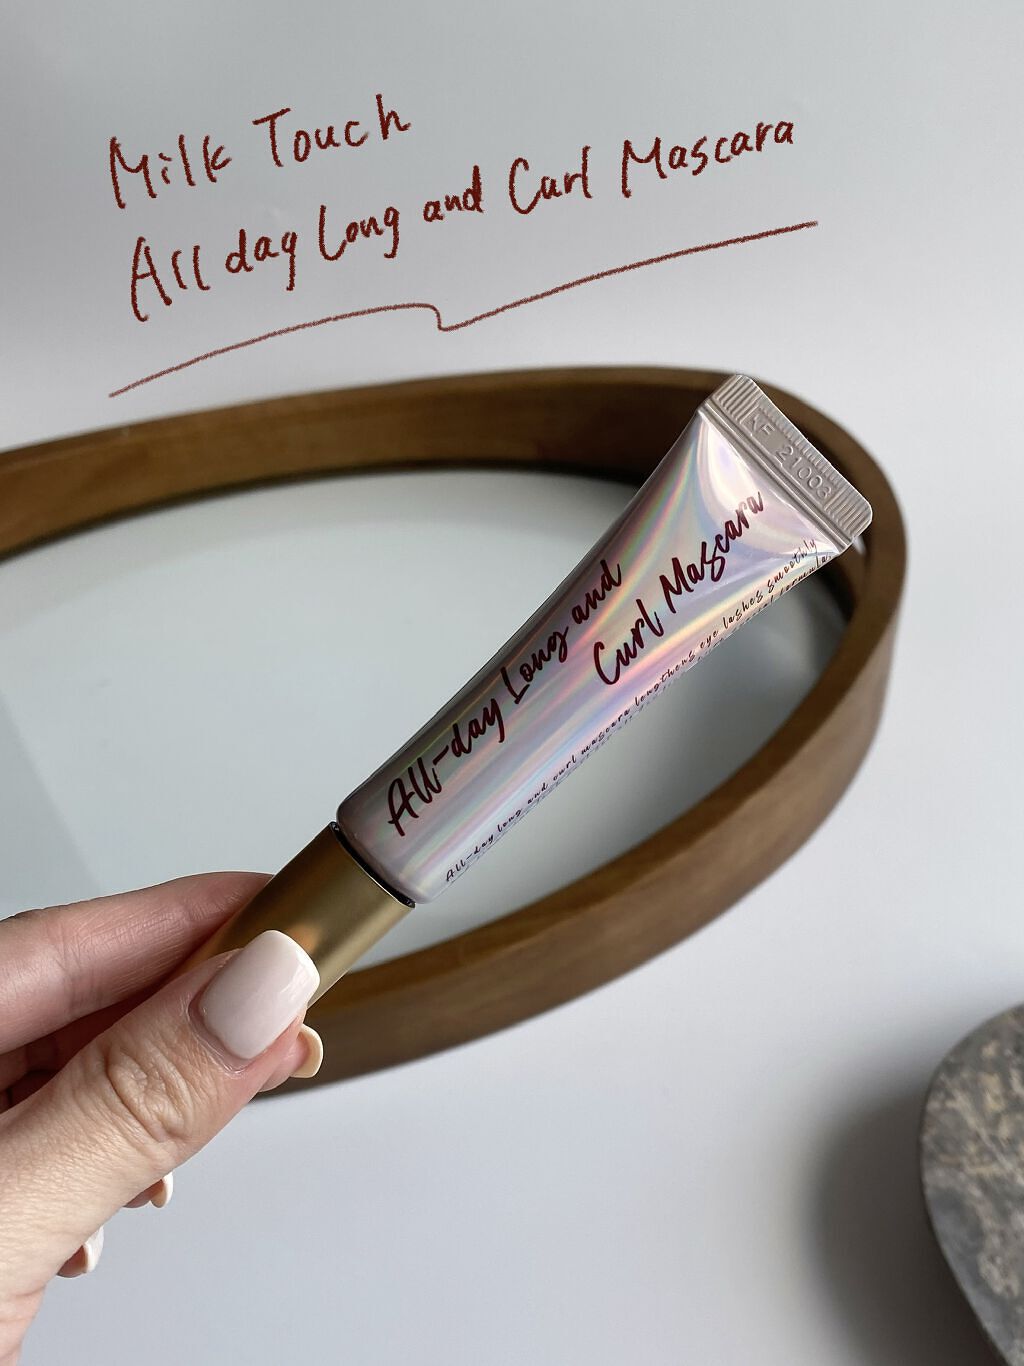 Milk Touch
All day Long and Curl Mascara
KF 21003
All-day Long and
Curl Mascara
All-day long and curl mascara lengthens eye lashes smoothly